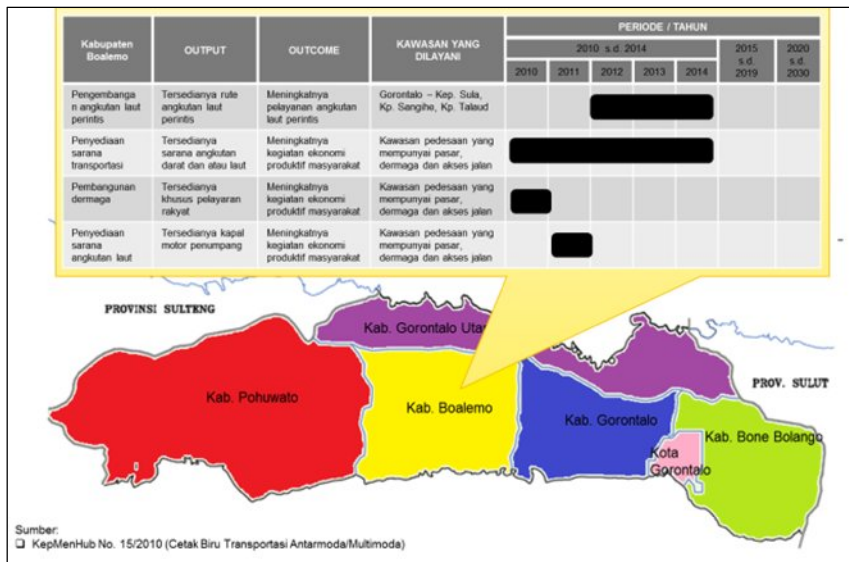 Kabupaten Boalemo
OUTPUT
OUTCOME
KAWASAN YANG DILAYANI
PERIODE / TAHUN
2010 s.d. 2014
2015 s.d. 2019
2020 s.d. 2030
2010
2011
2012
2013
2014
Pengembanga
n angkutan laut
perintis
Tersedianya rute
angkutan laut
perintis
Meningkatnya
pelayanan angkutan
laut perintis
Gorontalo – Kep. Sula,
Kp. Sangihe, Kp. Talaud
Penyediaan
sarana
transportasi
Tersedianya
sarana angkutan
darat dan atau laut
Meningkatnya
kegiatan ekonomi
produktif masyarakat
Kawasan pedesaan yang
mempunyai pasar,
dermaga dan akses jalan
Pembangunan
dermaga
Tersedianya
khusus pelayaran
rakyat
Meningkatnya
kegiatan ekonomi
produktif masyarakat
Kawasan pedesaan yang
mempunyai pasar,
dermaga dan akses jalan
Penyediaan
sarana
angkutan laut
Tersedianya kapal
motor penumpang
Meningkatnya
kegiatan ekonomi
produktif masyarakat
Kawasan pedesaan yang
mempunyai pasar,
dermaga dan akses jalan
PROVINSI SULTENG
Kab. Gorontalo Utar
PROV. SULUT
Kab. Pohuwato
Kab. Boalemo
Kab. Gorontalo
Kab. Bone Bolango
Kota
Gorontalo
Sumber:
❑ KepMenHub No. 15/2010 (Cetak Biru Transportasi Antarmoda/Multimoda)